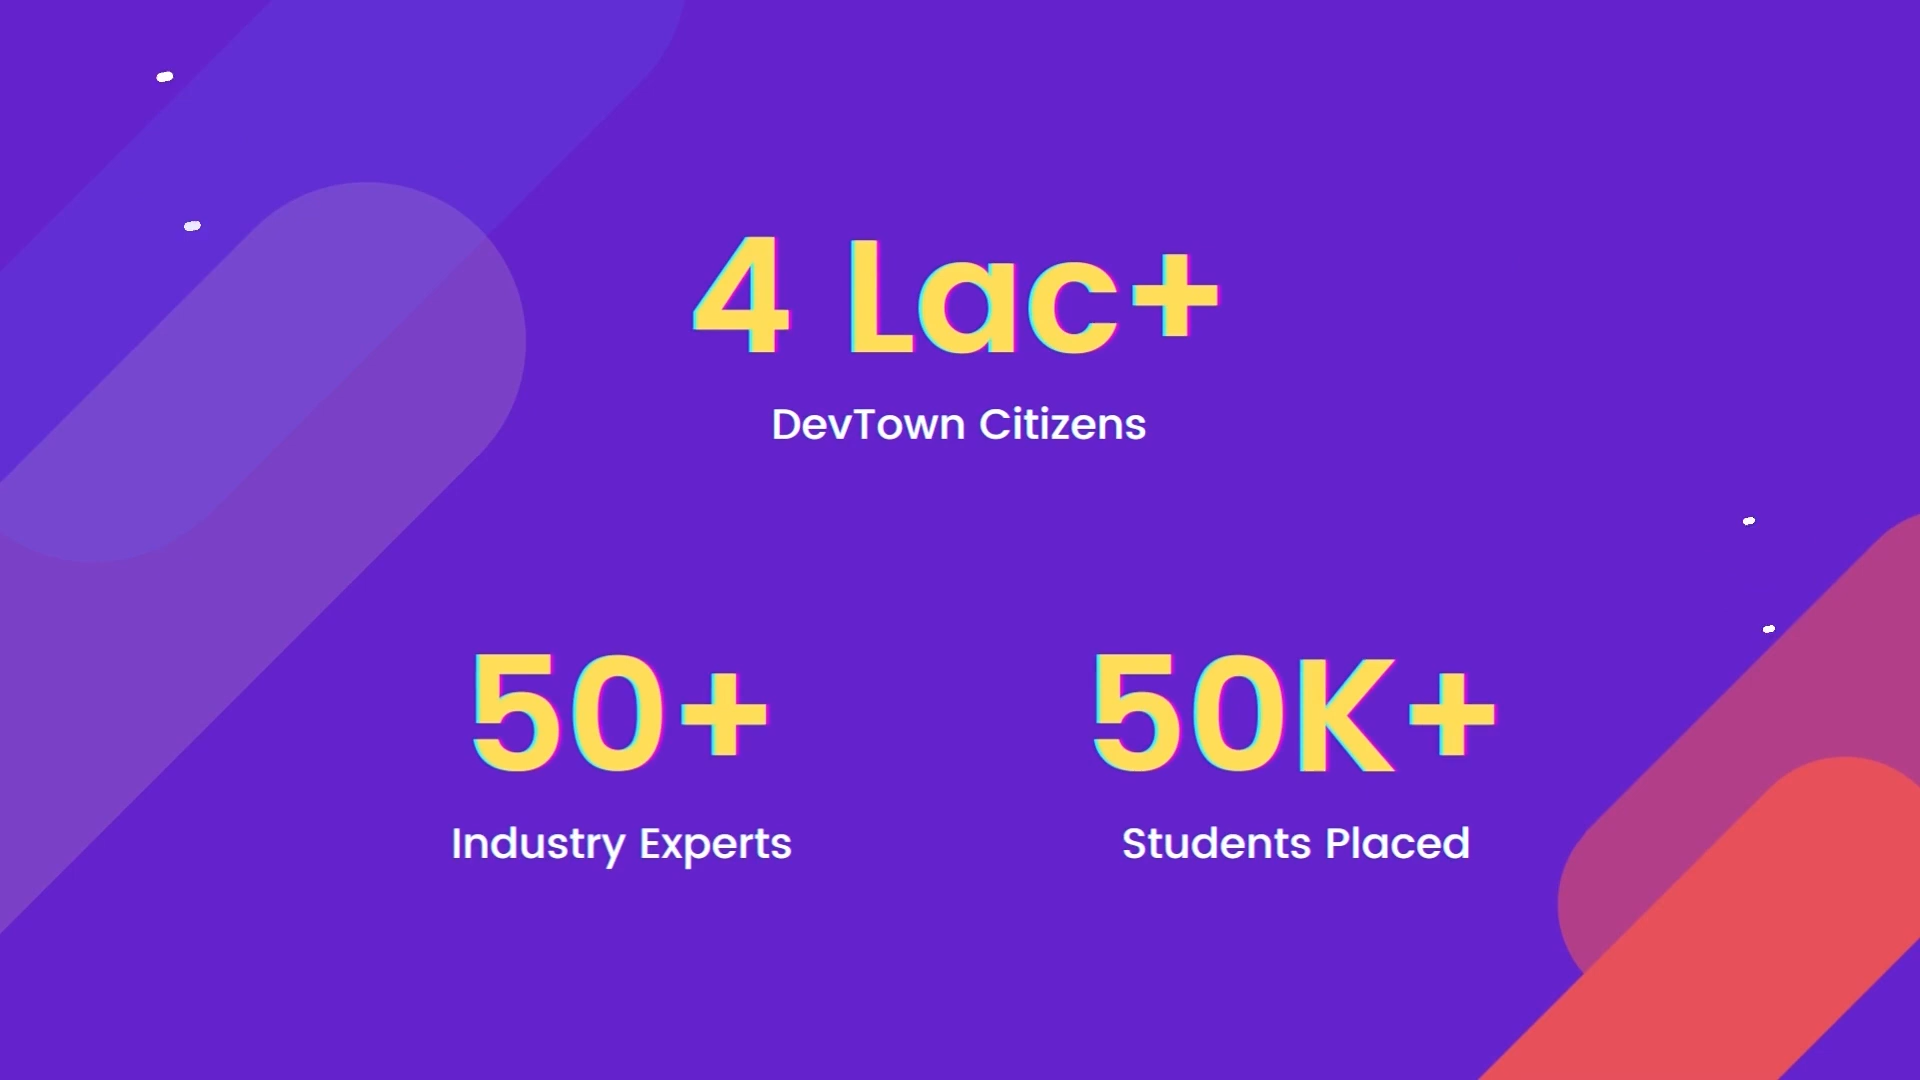 4 Lac+
DevTown Citizens
50+
Industry Experts
50K+
Students Placed